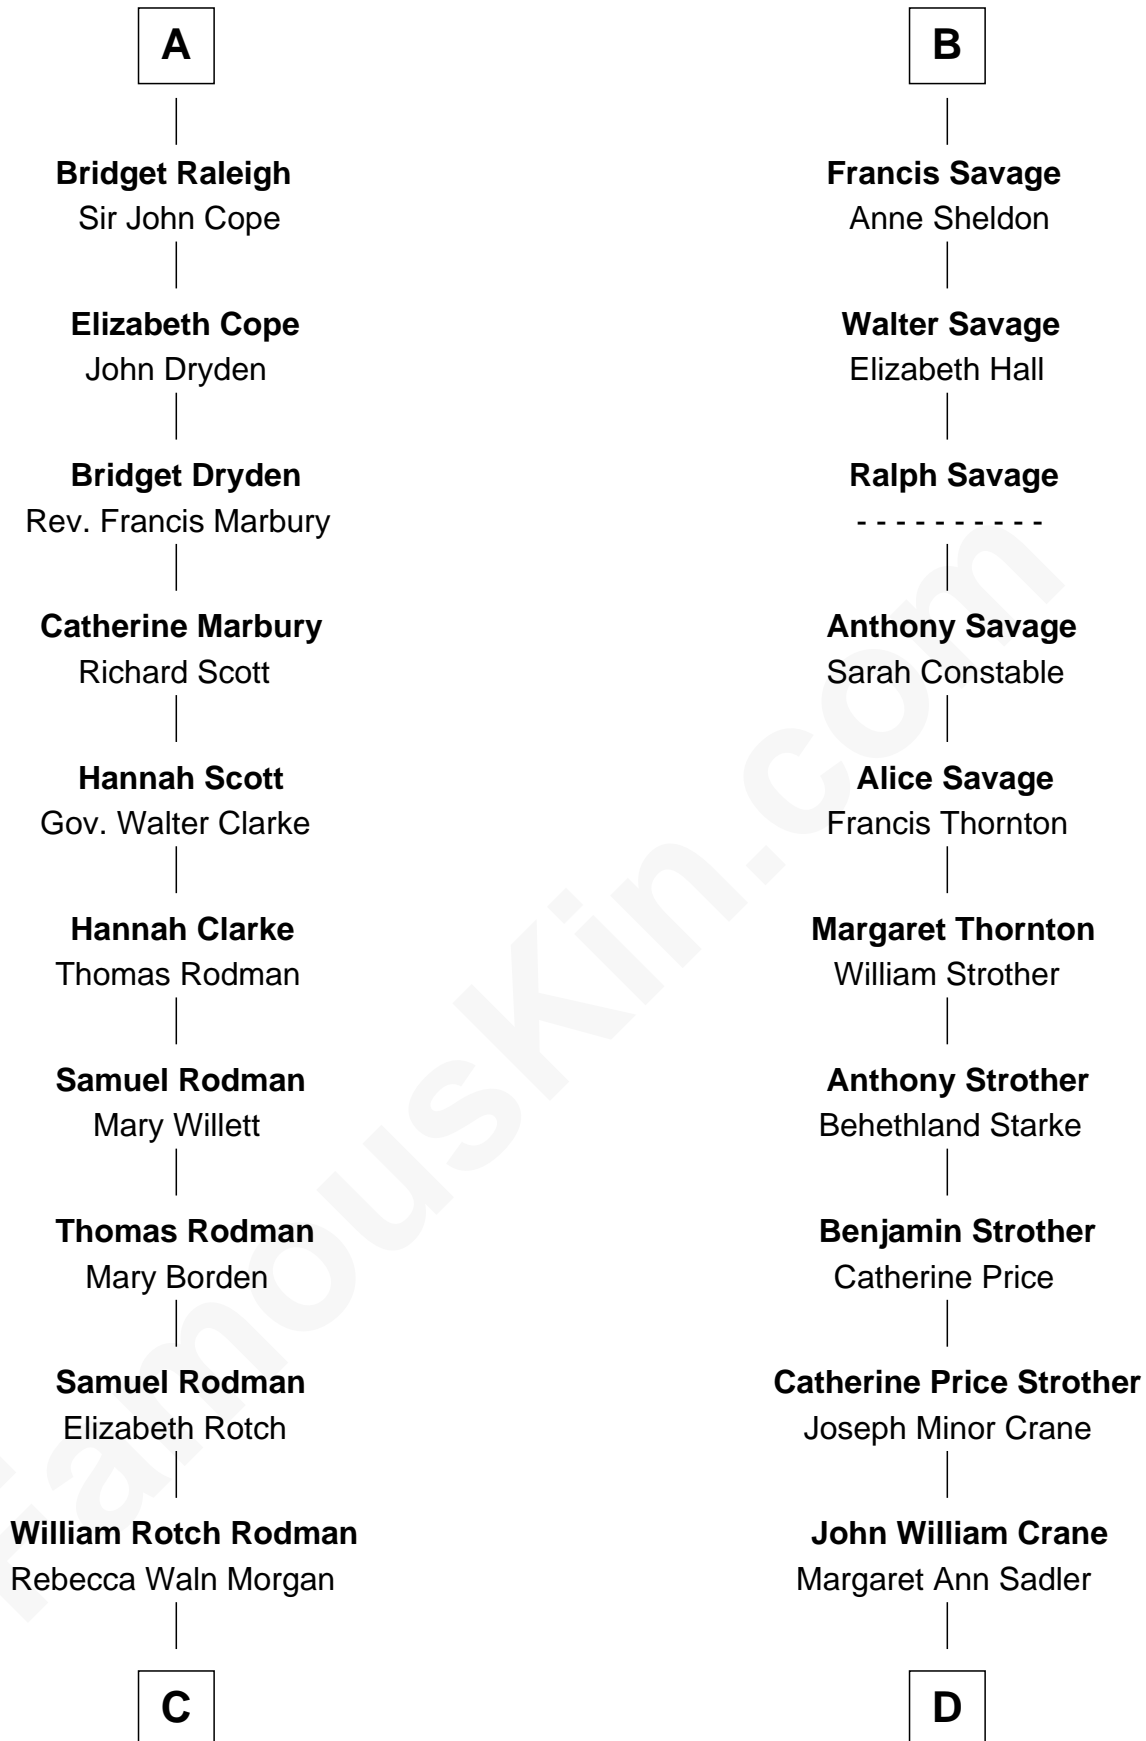 A
Bridget Raleigh
Sir John Cope
Elizabeth Cope
John Dryden
Bridget Dryden
Rev. Francis Marbury
Catherine Marbury
Richard Scott
Hannah Scott
Gov. Walter Clarke
Hannah Clarke
Thomas Rodman
Samuel Rodman
Mary Willett
Thomas Rodman
Mary Borden
Samuel Rodman
Elizabeth Rotch
William Rotch Rodman
Rebecca Waln Morgan
C
B
Francis Savage
Anne Sheldon
Walter Savage
Elizabeth Hall
Ralph Savage
- - - - - - - - - -
Anthony Savage
Sarah Constable
Alice Savage
Francis Thornton
Margaret Thornton
William Strother
Anthony Strother
Behethland Starke
Benjamin Strother
Catherine Price
Catherine Price Strother
Joseph Minor Crane
John William Crane
Margaret Ann Sadler
D
FamousKin.com